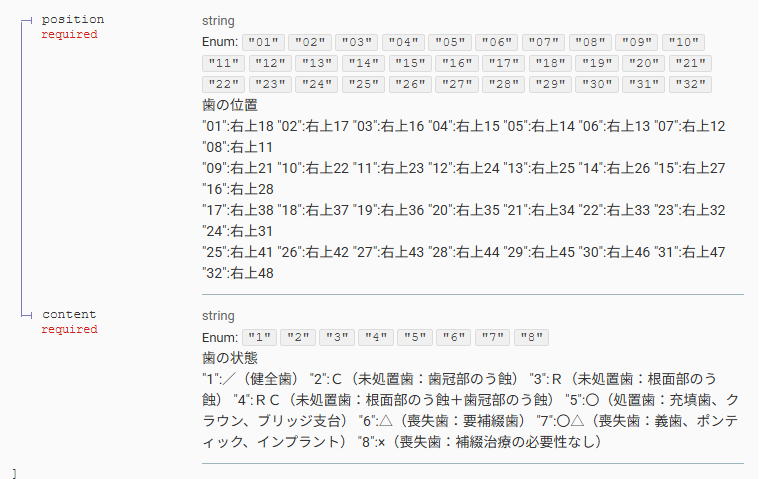 position string
required Enum: "01" "02" "03" "04" "05" "06" "07" "08" "09" "10"
"11" "12" "13" "14" "15" "16" "17" "18" "19" "20" "21"
"22" "23" "24" "25" "26" "27" "28" "29" "30" "31" "32"
歯の位置
"01":右上18 "02":右上17 "03":右上16 "04":右上15 "05":右上14 "06":右上13 "07":右上12
"08":右上11
"09":右上21 "10":右上22 "11":右上23 "12":右上24 "13":右上25 "14":右上26 "15":右上27
"16":右上28
"17":右上38 "18":右上37 "19":右上36 "20":右上35 "21":右上34 "22":右上33 "23":右上32
"24":右上31
"25":右上41 "26":右上42 "27":右上43 "28":右上44 "29":右上45 "30":右上46 "31":右上47
"32":右上48
content string
required Enum: "1" "2" "3" "4" "5" "6" "7" "8"
歯の状態
"1":／（健全歯） "2":Ｃ（未処置歯：歯冠部のう蝕） "3":Ｒ（未処置歯：根面部のう
蝕） "4":ＲＣ（未処置歯：根面部のう蝕＋歯冠部のう蝕） "5":〇（処置歯：充填歯、ク
ラウン、ブリッジ支台） "6":△（喪失歯：要補綴歯） "7":〇△（喪失歯：義歯、ポンテ
ィック、インプラント） "8":×（喪失歯：補綴治療の必要性なし）
]